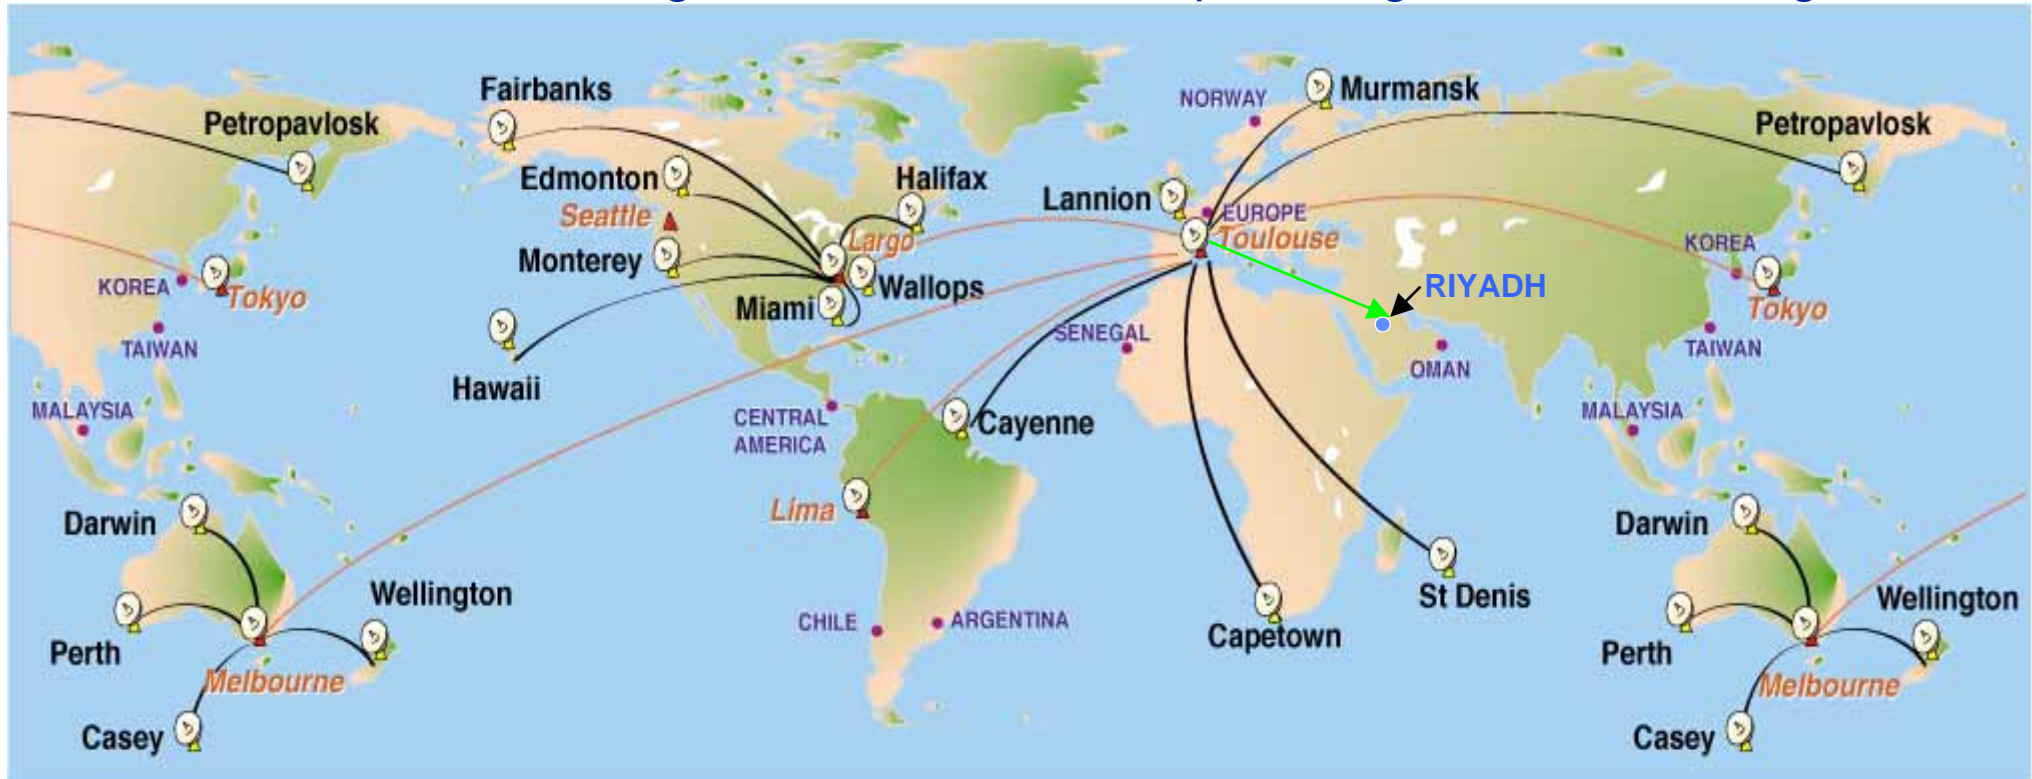 Fairbanks
Murmansk
NORWAY
Petropavlosk
Petropavlosk
Edmonton
Halifax
Lannion
Seattle
EUROPE
Largo
Toulouse
KOREA
Monterey
KOREA
Tokyo
Wallops
RIYADH
Miami
Tokyo
SENEGAL
TAIWAN
TAIWAN
OMAN
Hawaii
MALAYSIA
MALAYSIA
CENTRAL
AMERICA
Cayenne
Lima
Darwin
Darwin
Wellington
St Denis
Wellington
CHILE
ARGENTINA
Capetown
Perth
Perth
Melbourne
Melbourne
Casey
Casey